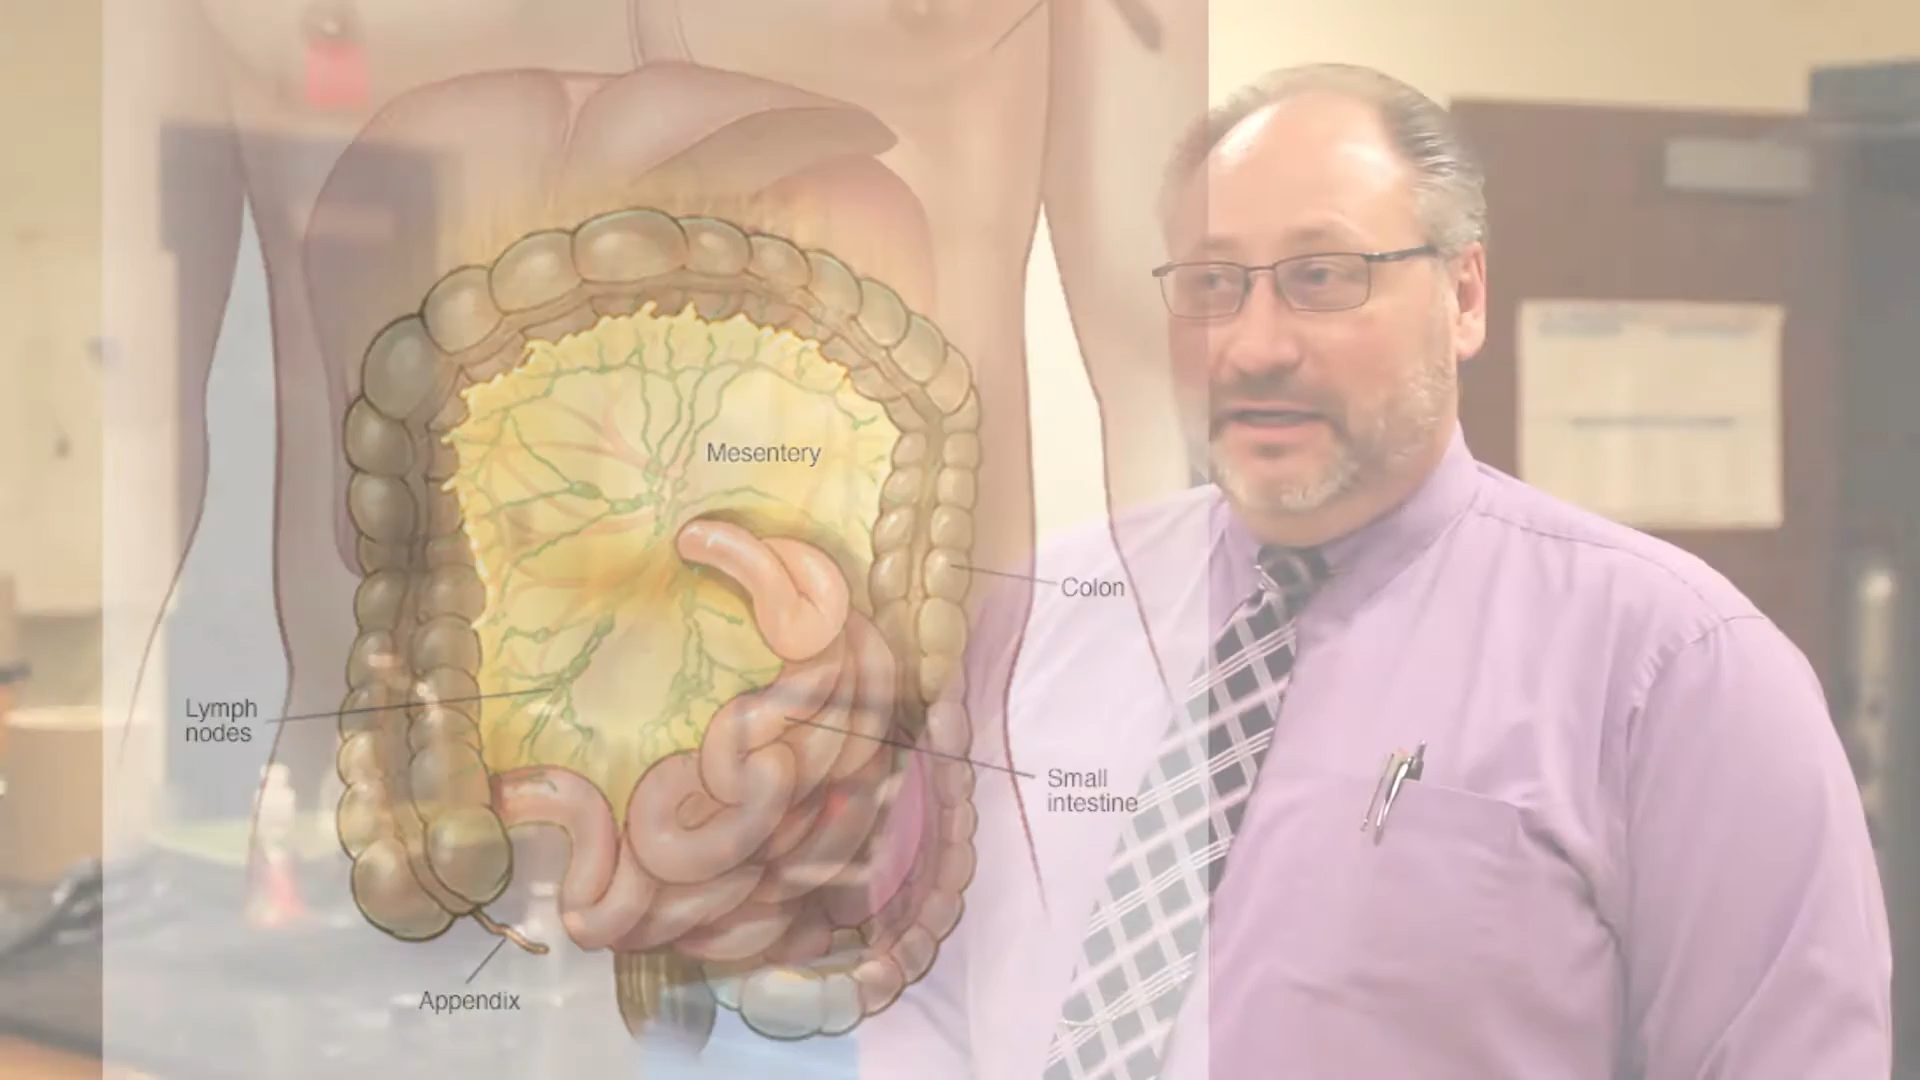 Mesentery
Colon
Lymph
nodes
Small
intestine
Appendix